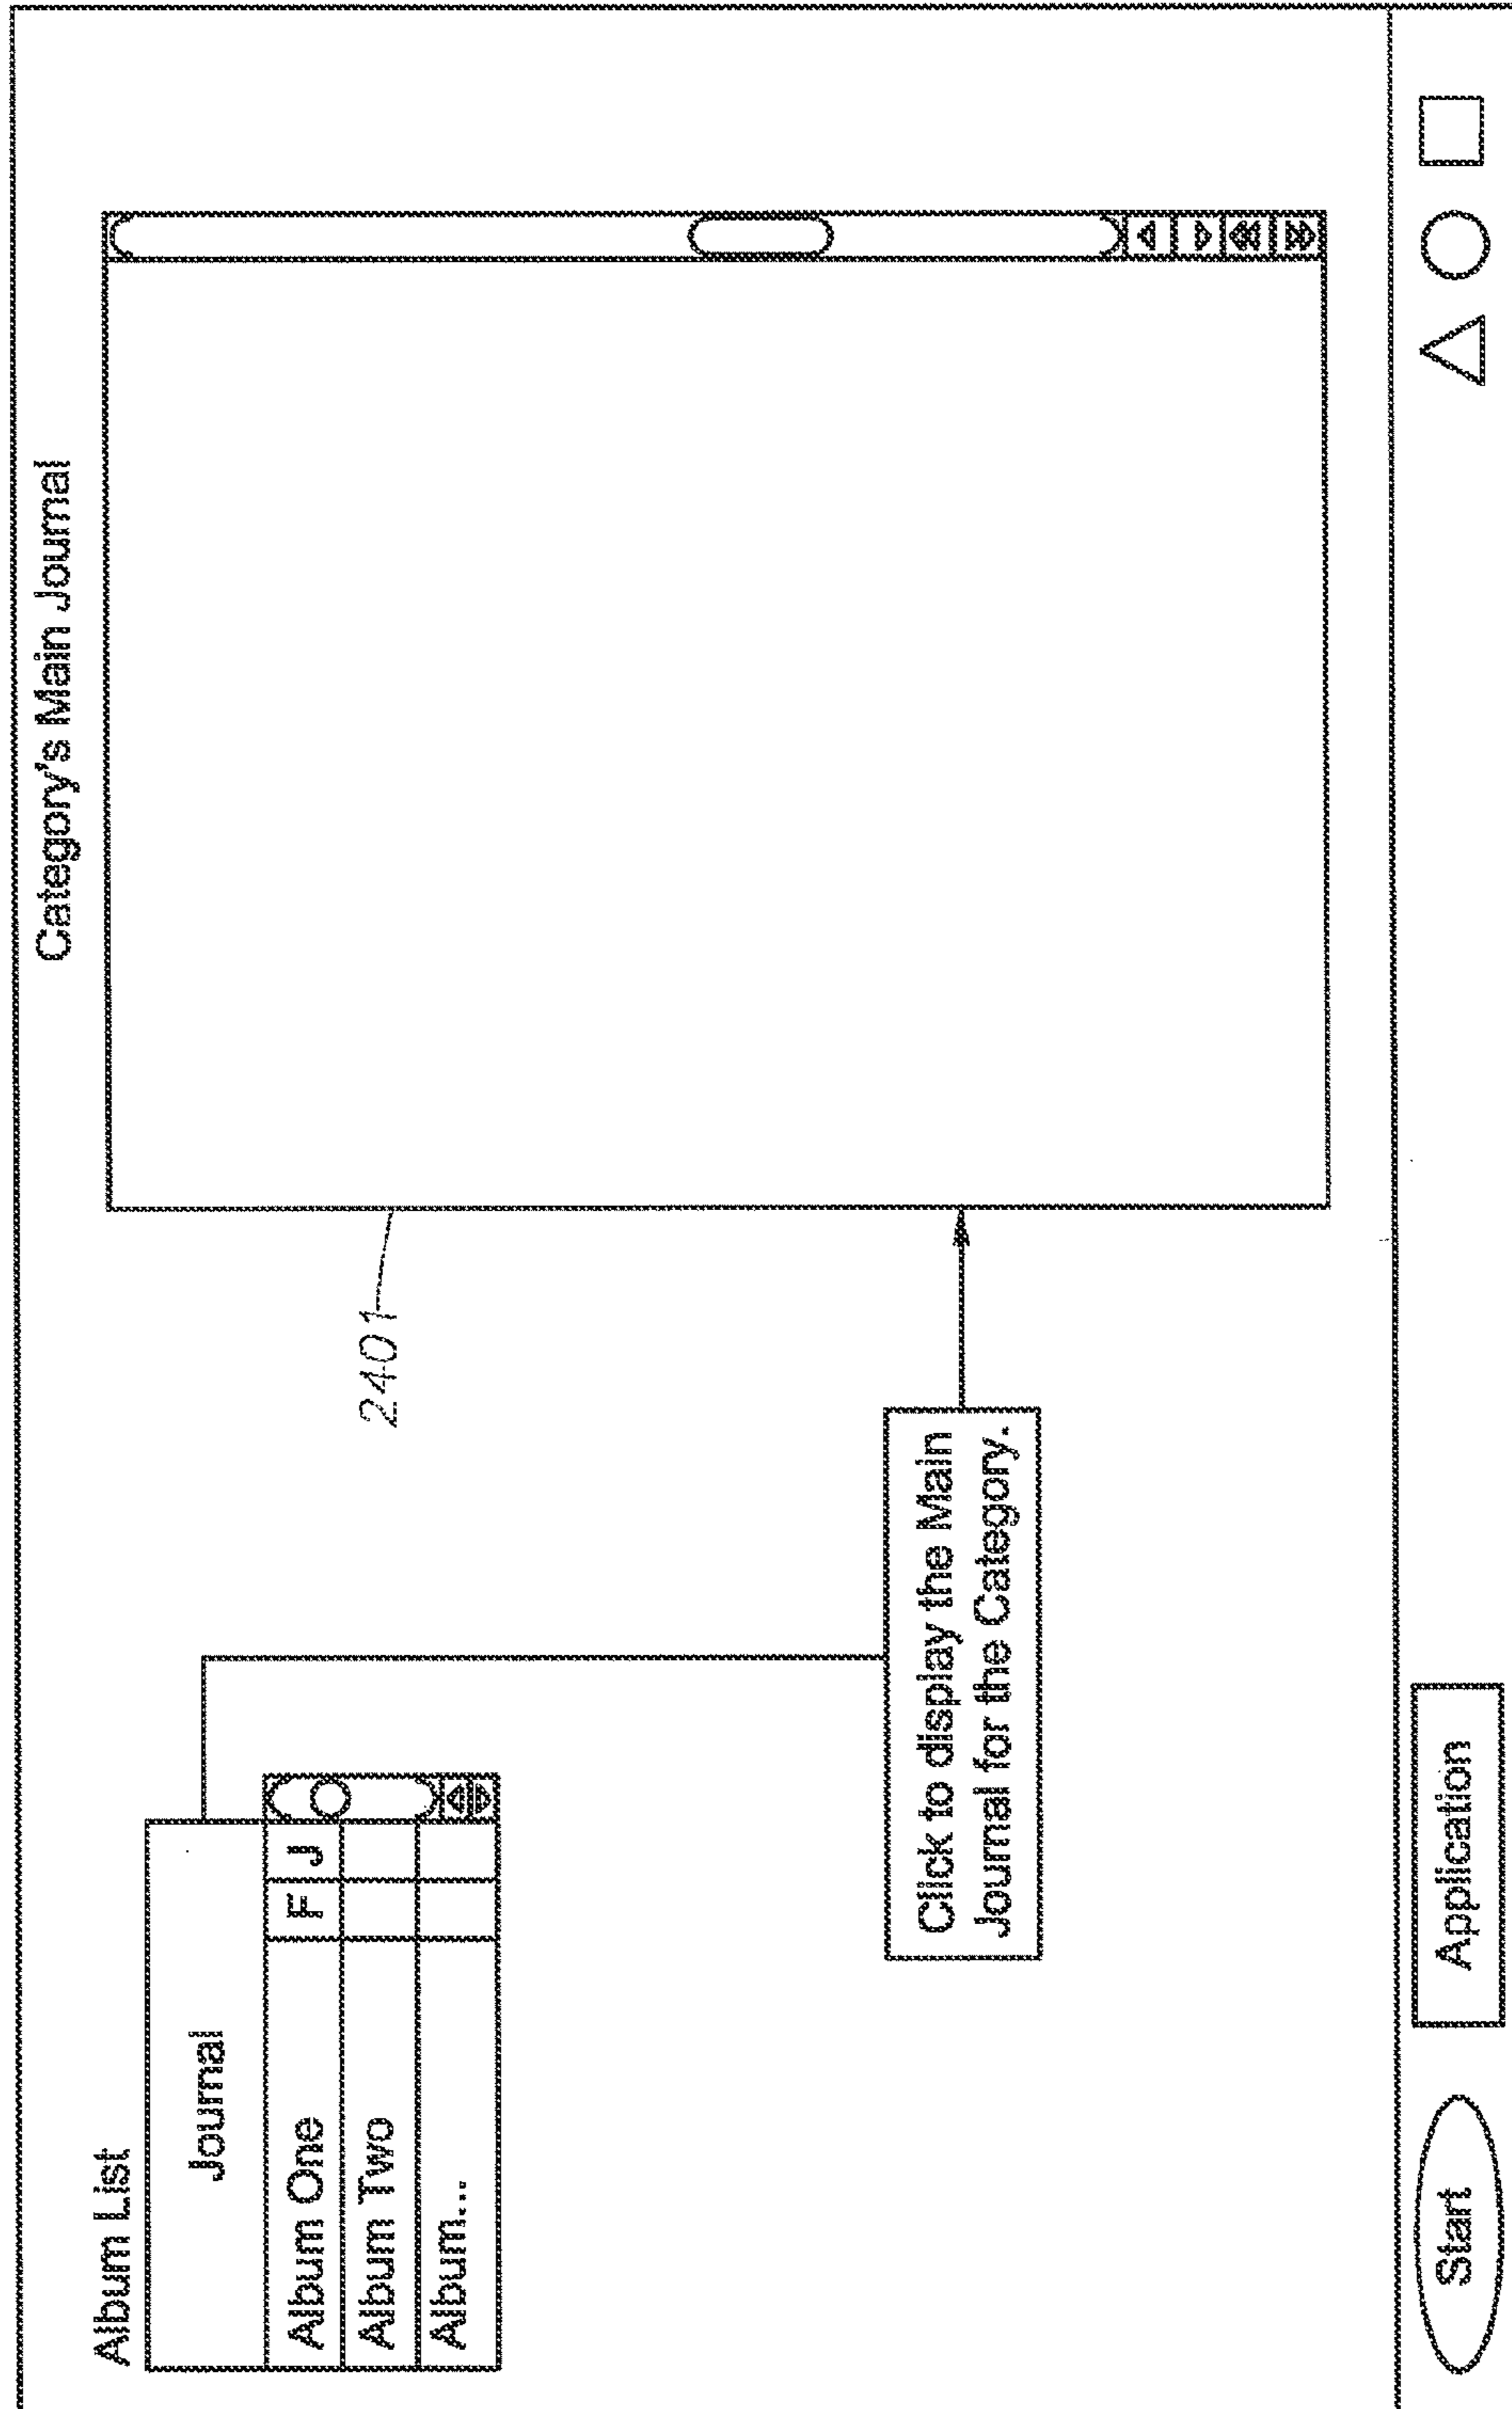 Category's Main Journal
Album List
Journal
Album One F J
Album Two
Album...
2401
Click to display the Main
Journal for the Category.
Start
Application